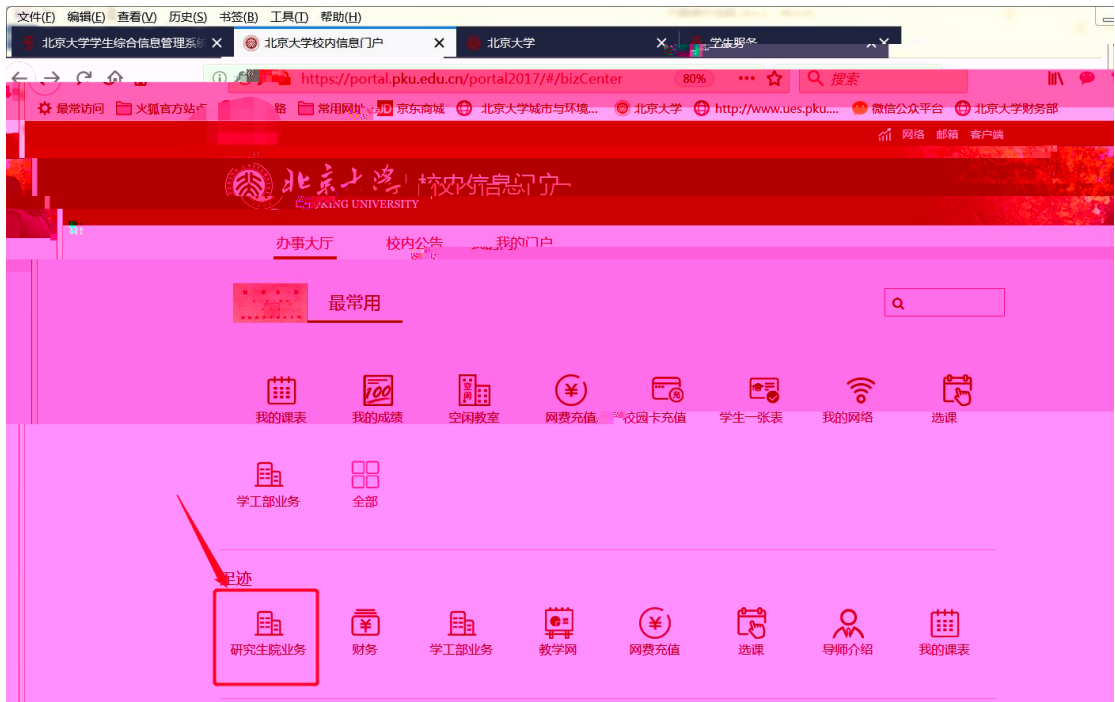 文件(F) 编辑(E) 查看(V) 历史(S) 书签(B) 工具(T) 帮助(H)
北京大学学生综合信息管理系统 北京大学校内信息门户 北京大学 学生服务
https://portal.pku.edu.cn/portal2017/#/bizCenter 80% 搜索
最常访问 火狐官方站点 常用网址 JD 京东商城 北京大学城市与环境... 北京大学 http://www.ues.pku.... 微信公众平台 北京大学财务部
网络 邮箱 客户端
北京大学 校内信息门户
PEKING UNIVERSITY
办事大厅 校内公告 我的门户
最常用
我的课表 我的成绩 空闲教室 网费充值 校园卡充值 学生一张表 我的网络 选课
学工部业务 全部
足迹
研究生院业务 财务 学工部业务 教学网 网费充值 选课 导师介绍 我的课表